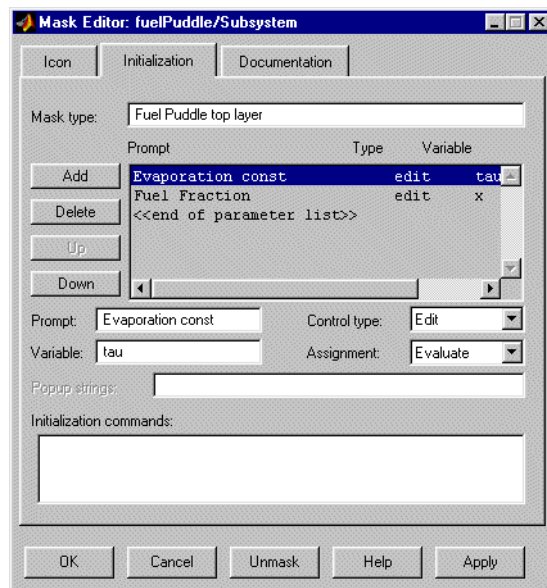 Mask Editor: fuelPuddle/Subsystem
Icon Initialization Documentation
Mask type: Fuel Puddle top layer
Prompt Type Variable
Add Evaporation const edit tau
Fuel Fraction edit x
Delete <<end of parameter list>>
Up
Down
Prompt: Evaporation const Control type: Edit
Variable: tau Assignment: Evaluate
Popup strings:
Initialization commands:
OK Cancel Unmask Help Apply